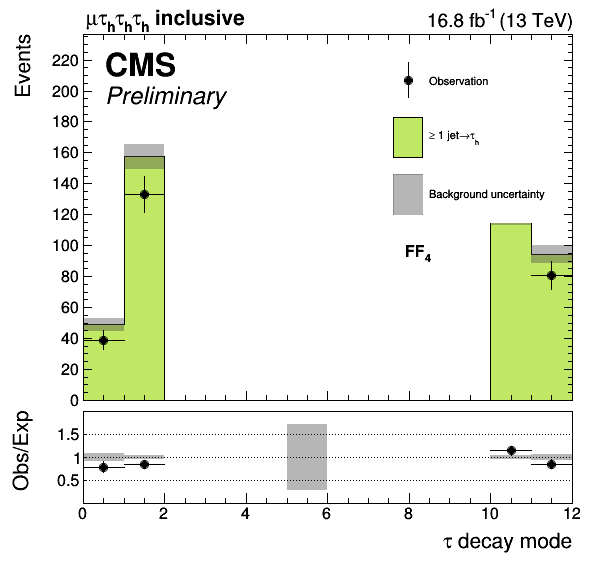 μτhτhτh inclusive
16.8 fb-1 (13 TeV)
Events
CMS
Preliminary
Observation
≥ 1 jet→τh
Background uncertainty
FF4
220
200
180
160
140
120
100
80
60
40
20
0
Obs/Exp
1.5
1
0.5
0 2 4 6 8 10 12
τ decay mode